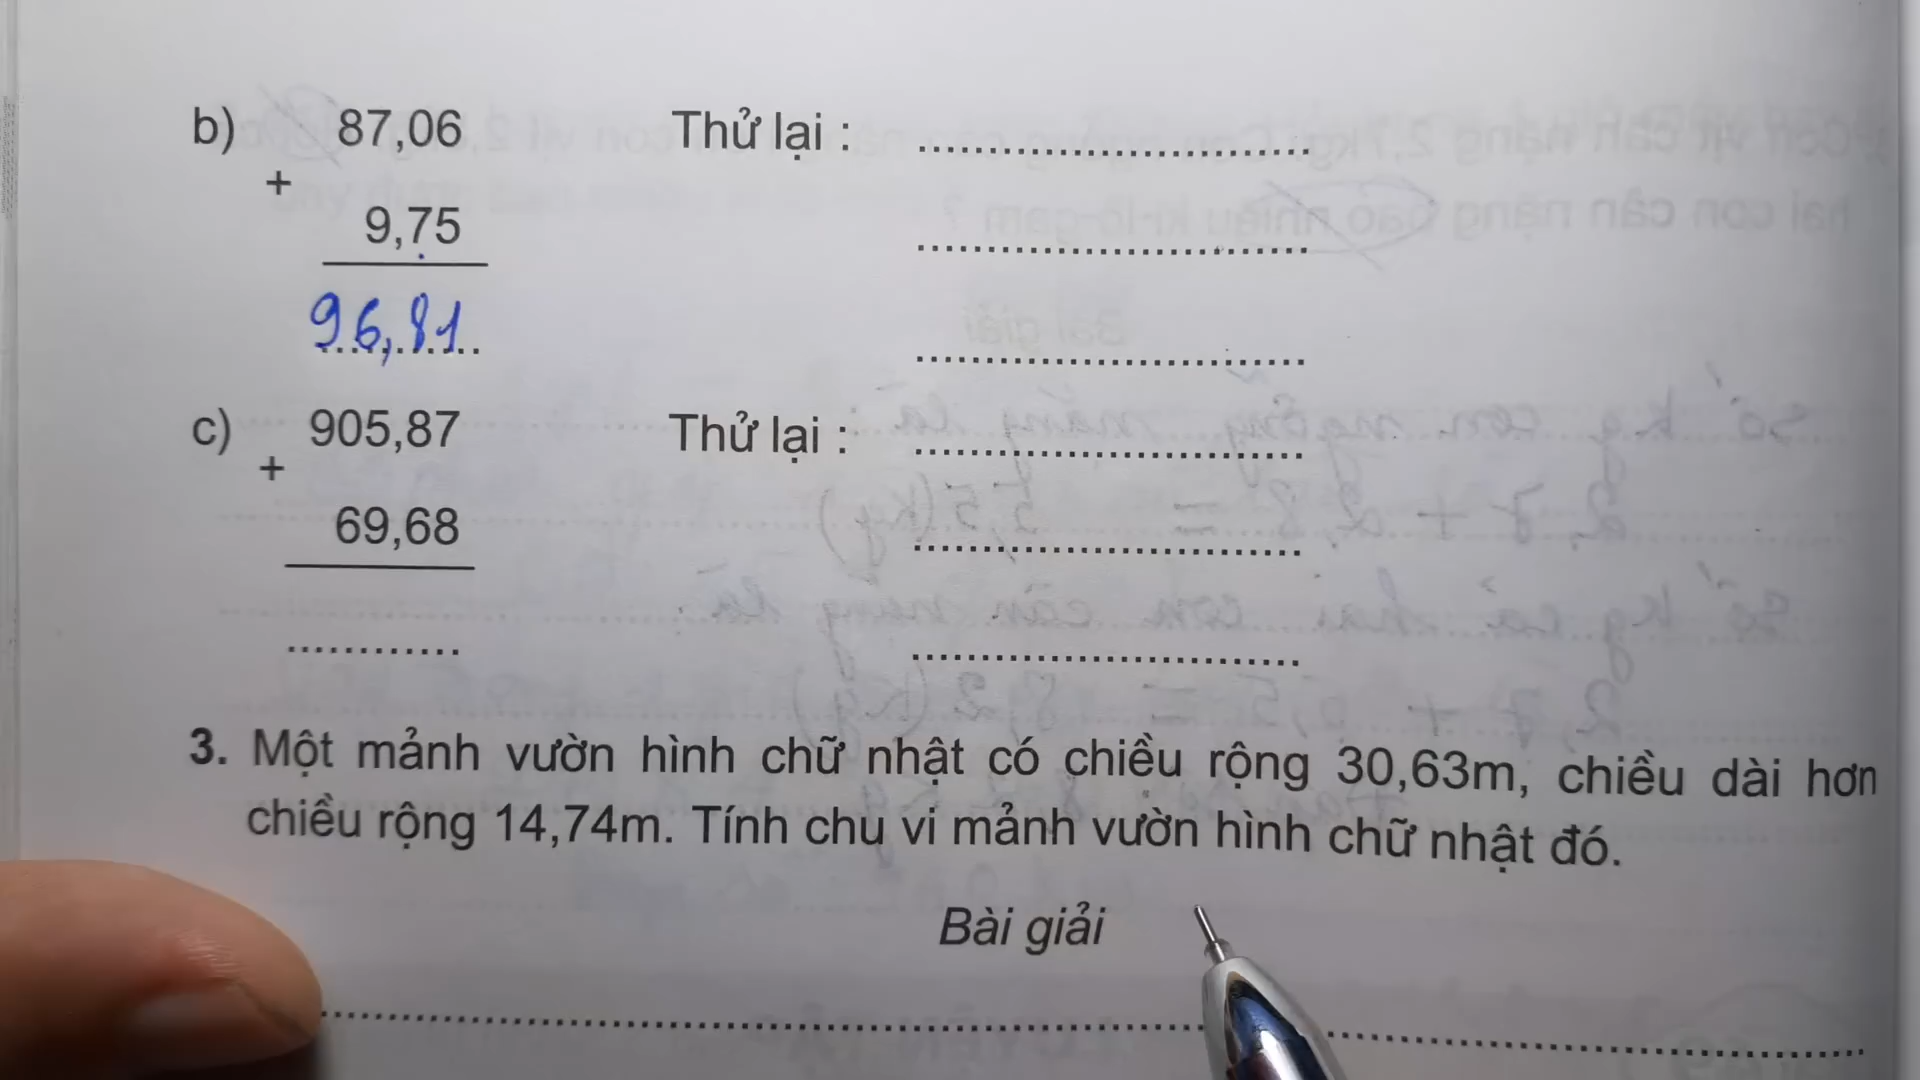 b) 87,06 Thử lại : ............................
+
9,75 ............................
96,81 ............................
c) 905,87 Thử lại : ............................
+
69,68 ............................
............ ............................
3. Một mảnh vườn hình chữ nhật có chiều rộng 30,63m, chiều dài hơn
chiều rộng 14,74m. Tính chu vi mảnh vườn hình chữ nhật đó.
Bài giải